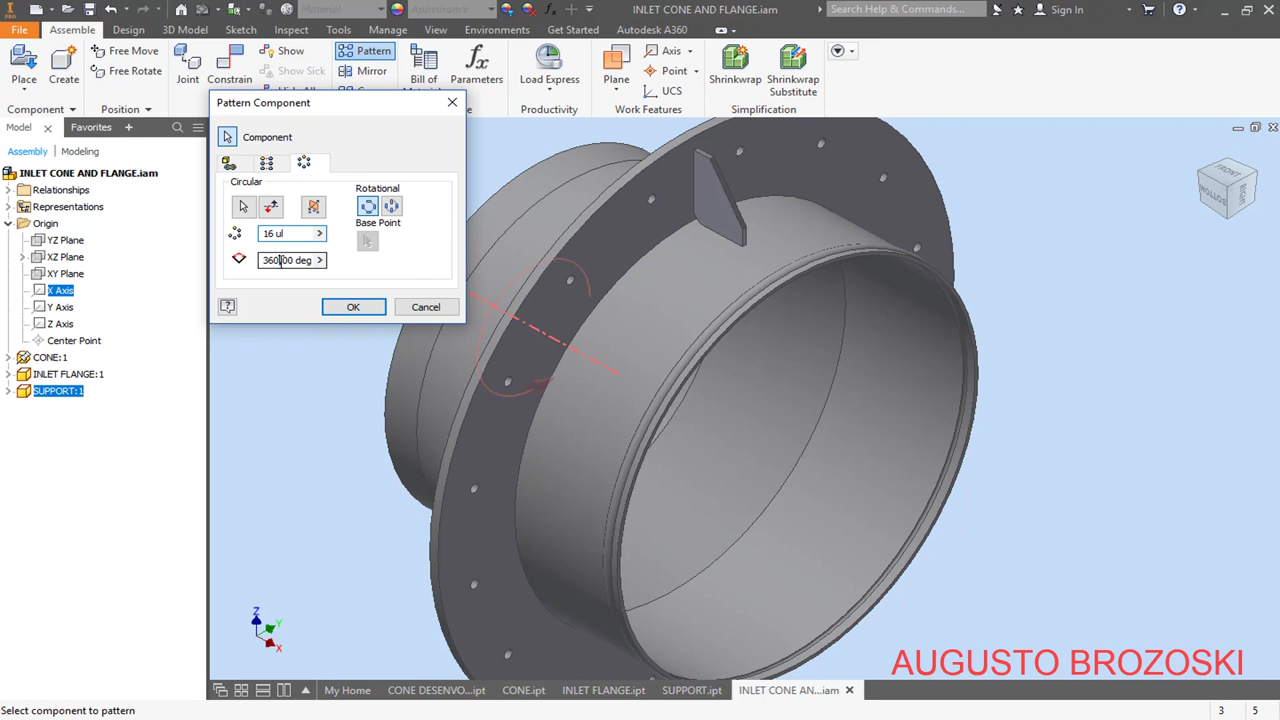 Material
Appearance
INLET CONE AND FLANGE.iam
Search Help & Commands...
Sign In
File
Assemble
Design
3D Model
Sketch
Inspect
Tools
Manage
View
Environments
Get Started
Autodesk A360
Place
Create
Free Move
Free Rotate
Joint
Constrain
Show
Show Sick
Pattern
Mirror
Bill of
Parameters
Load Express
Plane
Axis
Point
UCS
Shrinkwrap
Shrinkwrap
Substitute
Component
Position
Productivity
Work Features
Simplification
Pattern Component
Component
Circular
Rotational
Base Point
16 ul
360.00 deg
OK
Cancel
Model
Favorites
Assembly
Modeling
INLET CONE AND FLANGE.iam
Relationships
Representations
Origin
YZ Plane
XZ Plane
XY Plane
X Axis
Y Axis
Z Axis
Center Point
CONE:1
INLET FLANGE:1
SUPPORT:1
FRONT
BOTTOM
Z
Y
X
AUGUSTO BROZOSKI
My Home
CONE DESENVO...ipt
CONE.ipt
INLET FLANGE.ipt
SUPPORT.ipt
INLET CONE AN...iam
Select component to pattern
3
5